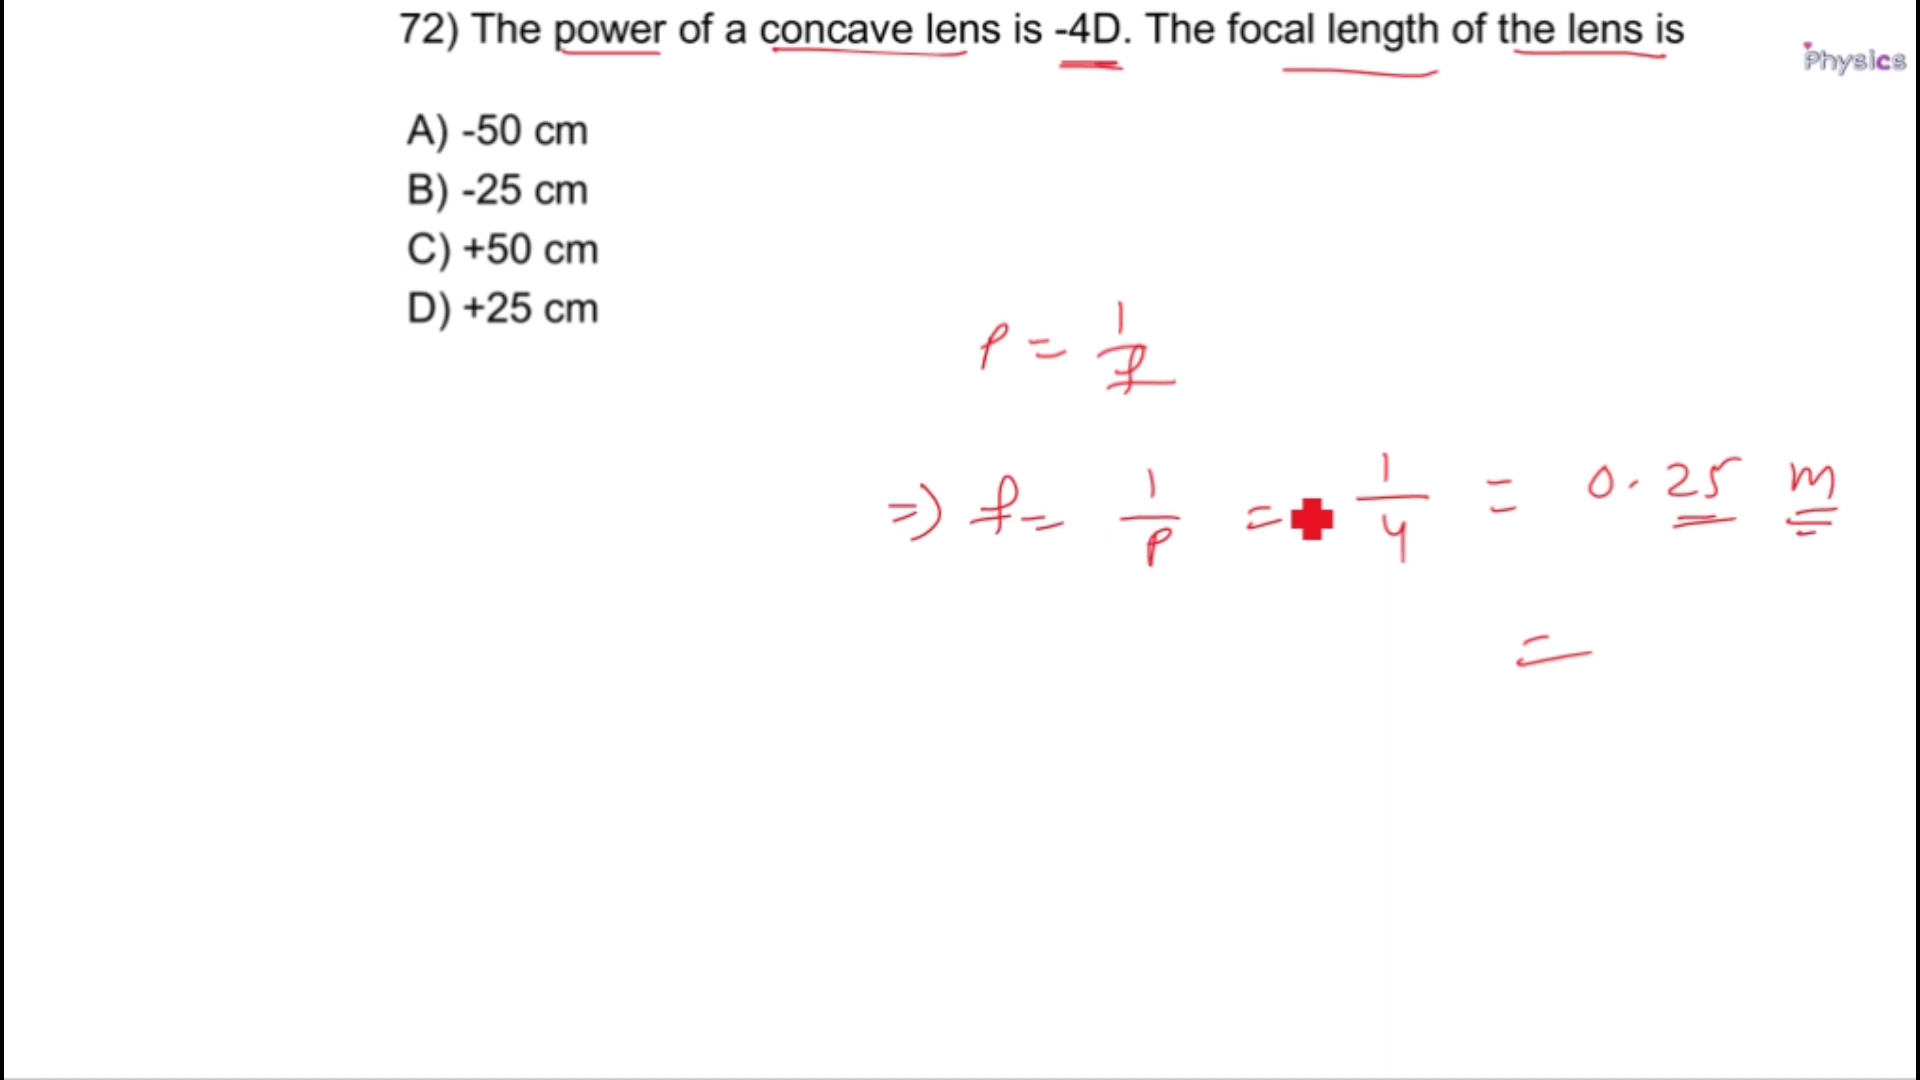 72) The power of a concave lens is -4D. The focal length of the lens is
Physics
A) -50 cm
B) -25 cm
C) +50 cm
D) +25 cm
P = 1/f
=> f = 1/P = 1/4 = 0.25 m
=